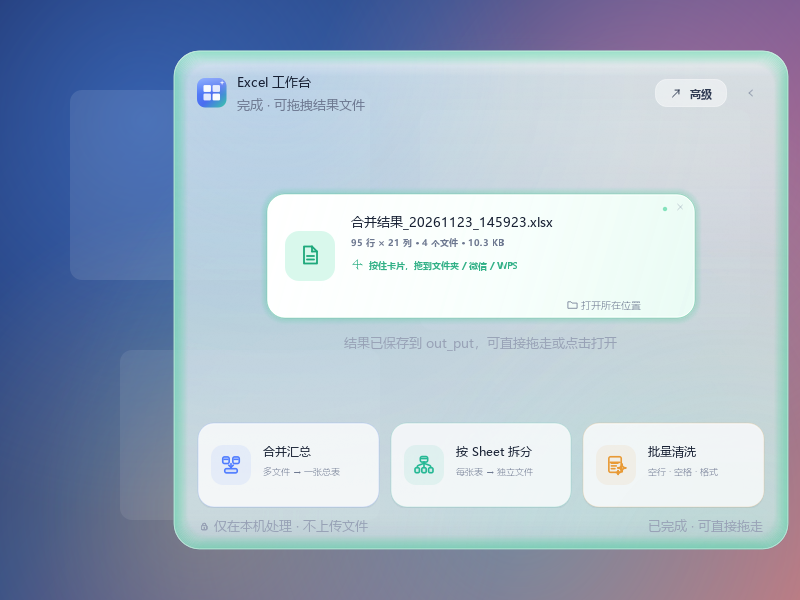 Excel 工作台
完成 · 可拖拽结果文件
高级
合并结果_20261123_145923.xlsx
95 行 × 21 列 • 4 个文件 • 10.3 KB
按住卡片，拖到文件夹 / 微信 / WPS
打开所在位置
结果已保存到 out_put，可直接拖走或点击打开
合并汇总
多文件 → 一张总表
按 Sheet 拆分
每张表 → 独立文件
批量清洗
空行 · 空格 · 格式
仅在本机处理 · 不上传文件
已完成 · 可直接拖走